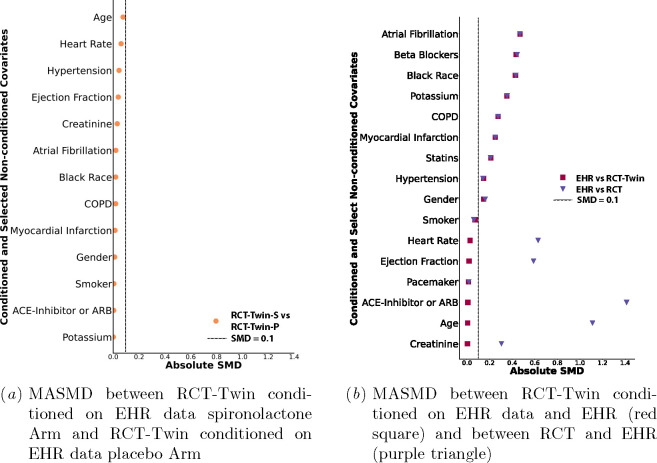 Conditioned and Selected Non-conditioned Covariates
Age
Heart Rate
Hypertension
Ejection Fraction
Creatinine
Atrial Fibrillation
Black Race
COPD
Myocardial Infarction
Gender
Smoker
ACE-Inhibitor or ARB
Potassium
RCT-Twin-S vs
RCT-Twin-P
SMD = 0.1
0.0 0.2 0.4 0.6 0.8 1.0 1.2 1.4
Absolute SMD
(a) MASMD between RCT-Twin condi-
tioned on EHR data spironolactone
Arm and RCT-Twin conditioned on
EHR data placebo Arm
Conditioned and Select Non-conditioned Covariates
Atrial Fibrillation
Beta Blockers
Black Race
Potassium
COPD
Myocardial Infarction
Statins
Hypertension
Gender
Smoker
Heart Rate
Ejection Fraction
Pacemaker
ACE-Inhibitor or ARB
Age
Creatinine
EHR vs RCT-Twin
EHR vs RCT
SMD = 0.1
0.0 0.2 0.4 0.6 0.8 1.0 1.2 1.4
Absolute SMD
(b) MASMD between RCT-Twin condi-
tioned on EHR data and EHR (red
square) and between RCT and EHR
(purple triangle)